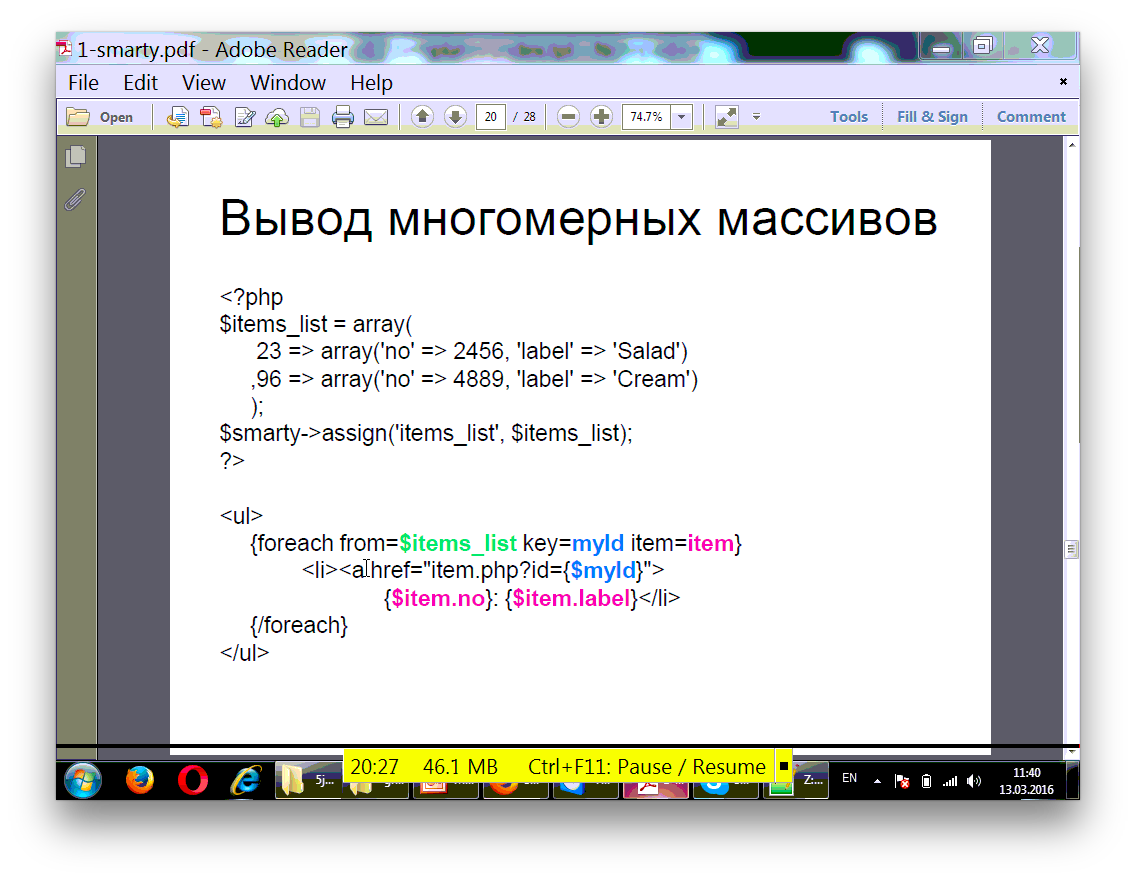 1-smarty.pdf - Adobe Reader
File Edit View Window Help
Open 20 / 28 74.7% Tools Fill & Sign Comment
Вывод многомерных массивов
<?php
$items_list = array(
23 => array('no' => 2456, 'label' => 'Salad')
,96 => array('no' => 4889, 'label' => 'Cream')
);
$smarty->assign('items_list', $items_list);
?>
<ul>
{foreach from=$items_list key=myId item=item}
<li><a href="item.php?id={$myId}">
{$item.no}: {$item.label}</li>
{/foreach}
</ul>
20:27 46.1 MB Ctrl+F11: Pause / Resume
5j... Z:... EN 11:40
13.03.2016